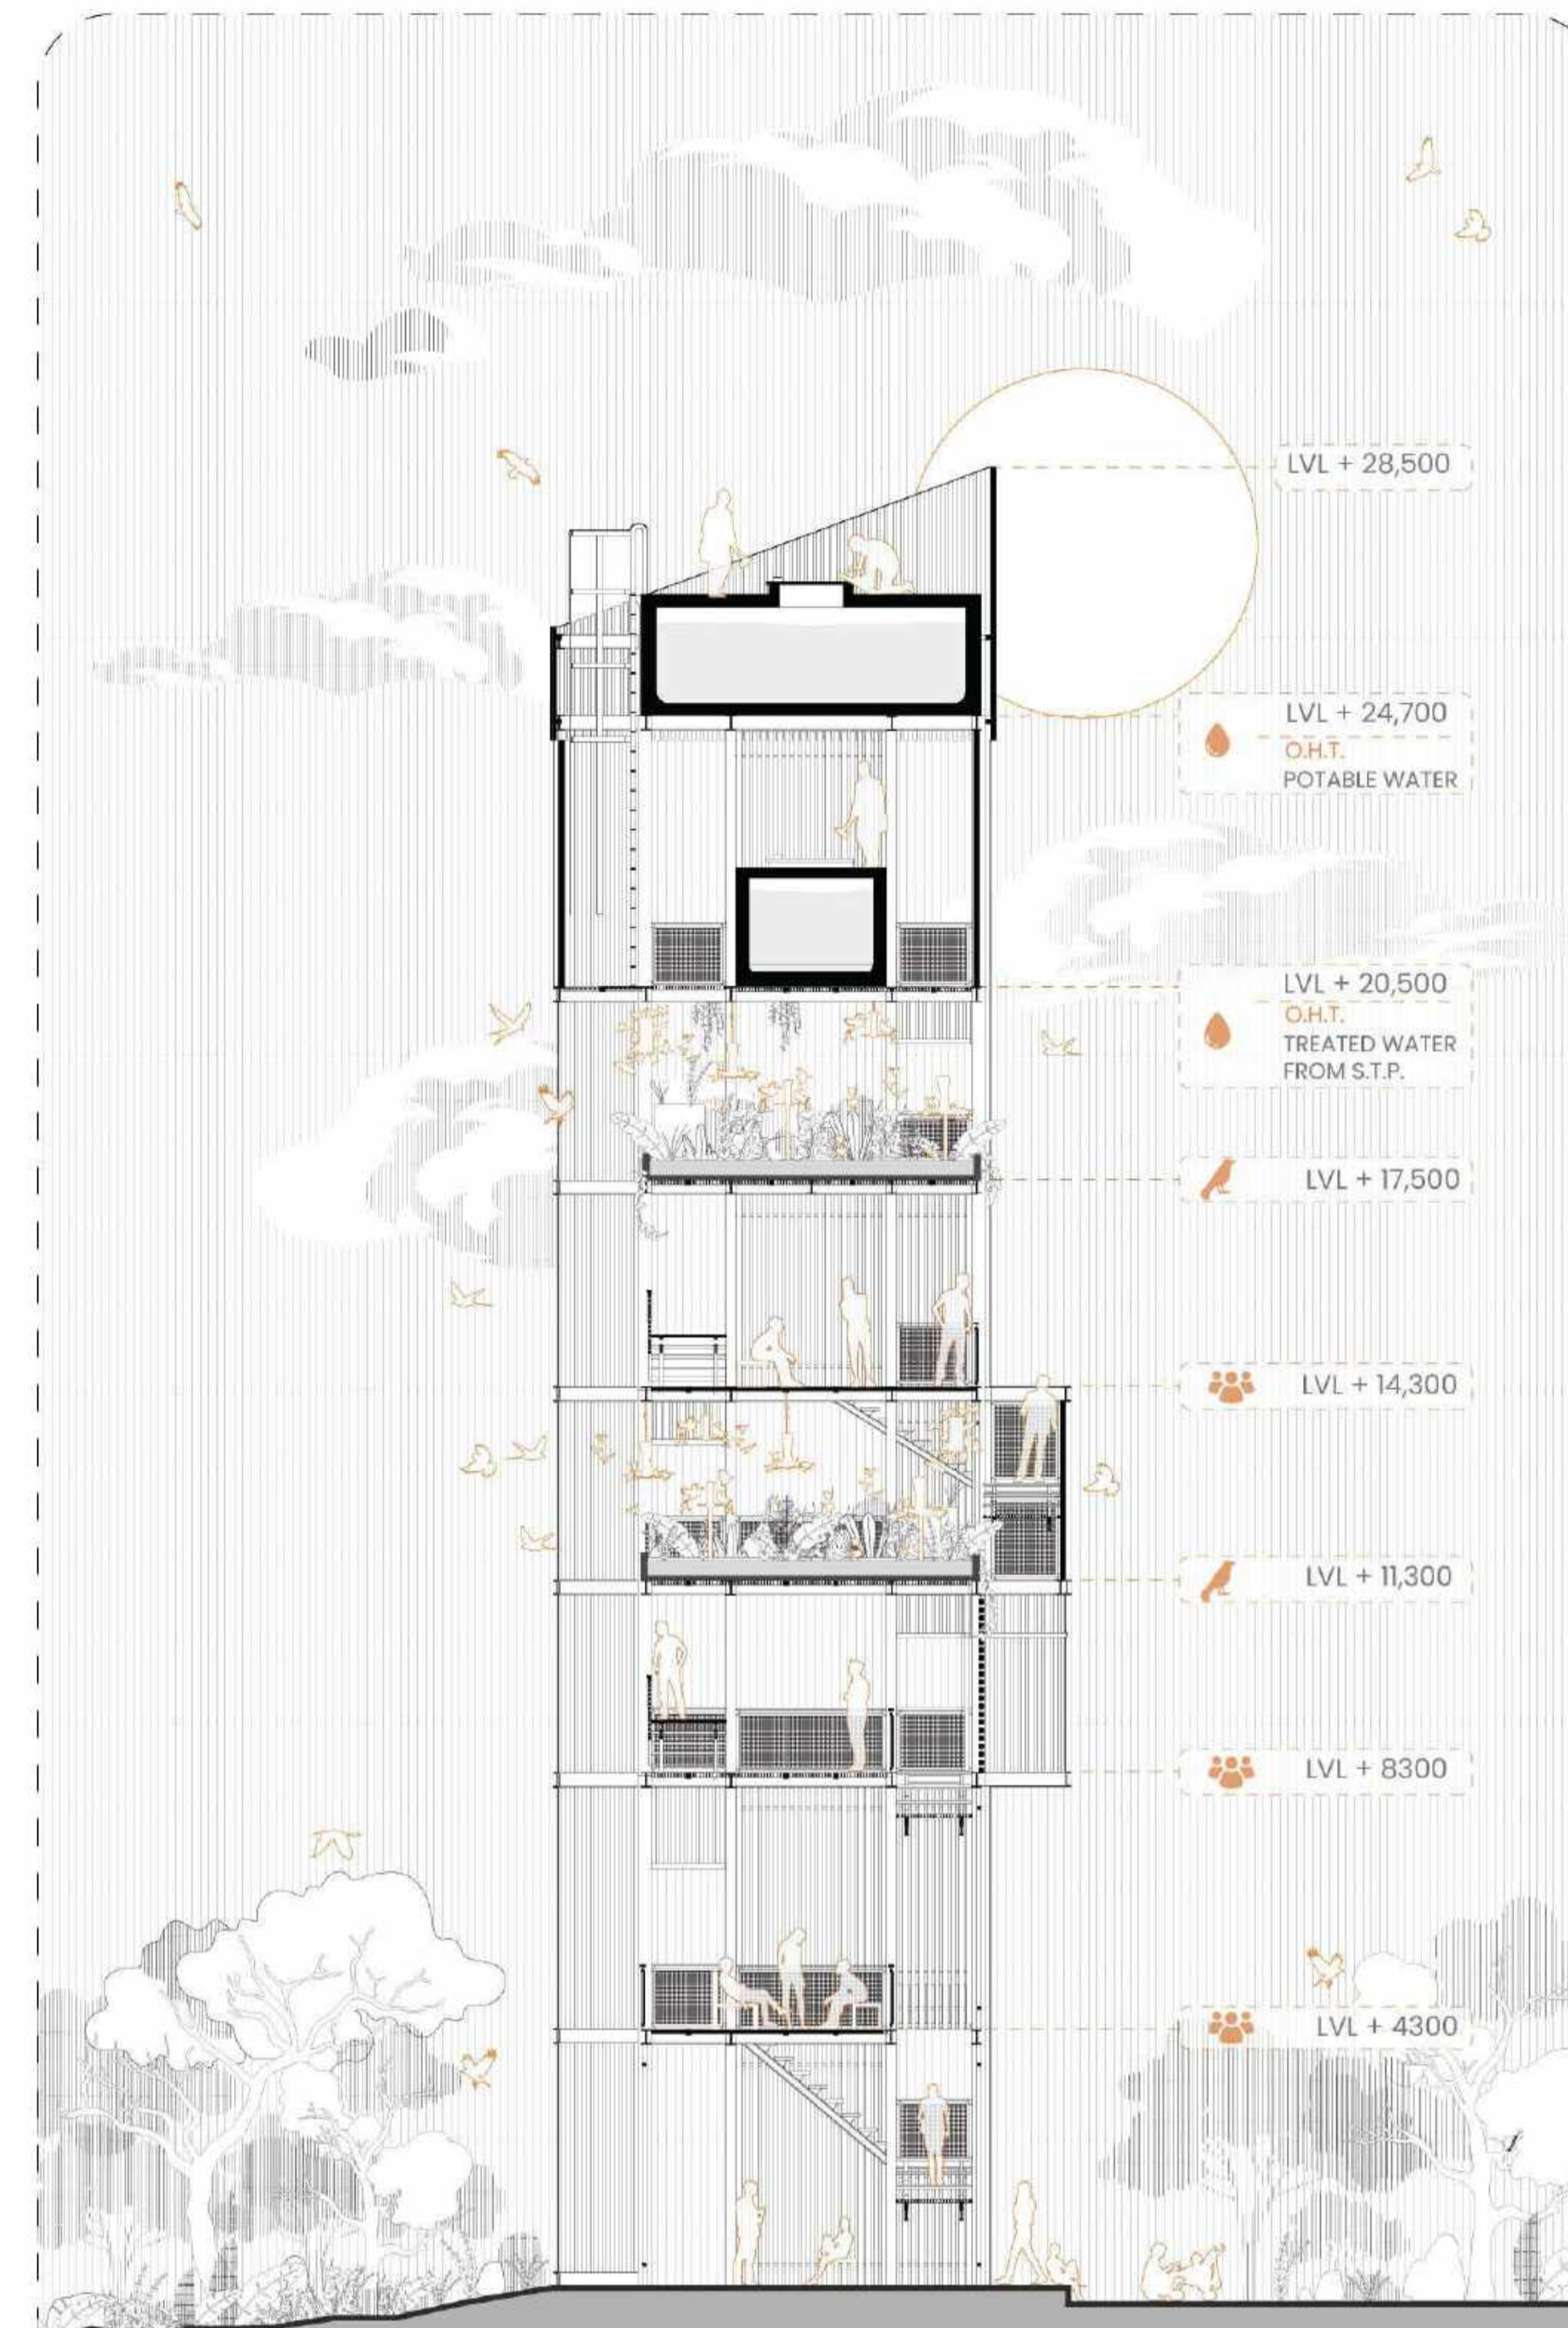 LVL + 28,500
LVL + 24,700
O.H.T.
POTABLE WATER
LVL + 20,500
O.H.T.
TREATED WATER
FROM S.T.P.
LVL + 17,500
LVL + 14,300
LVL + 11,300
LVL + 8300
LVL + 4300